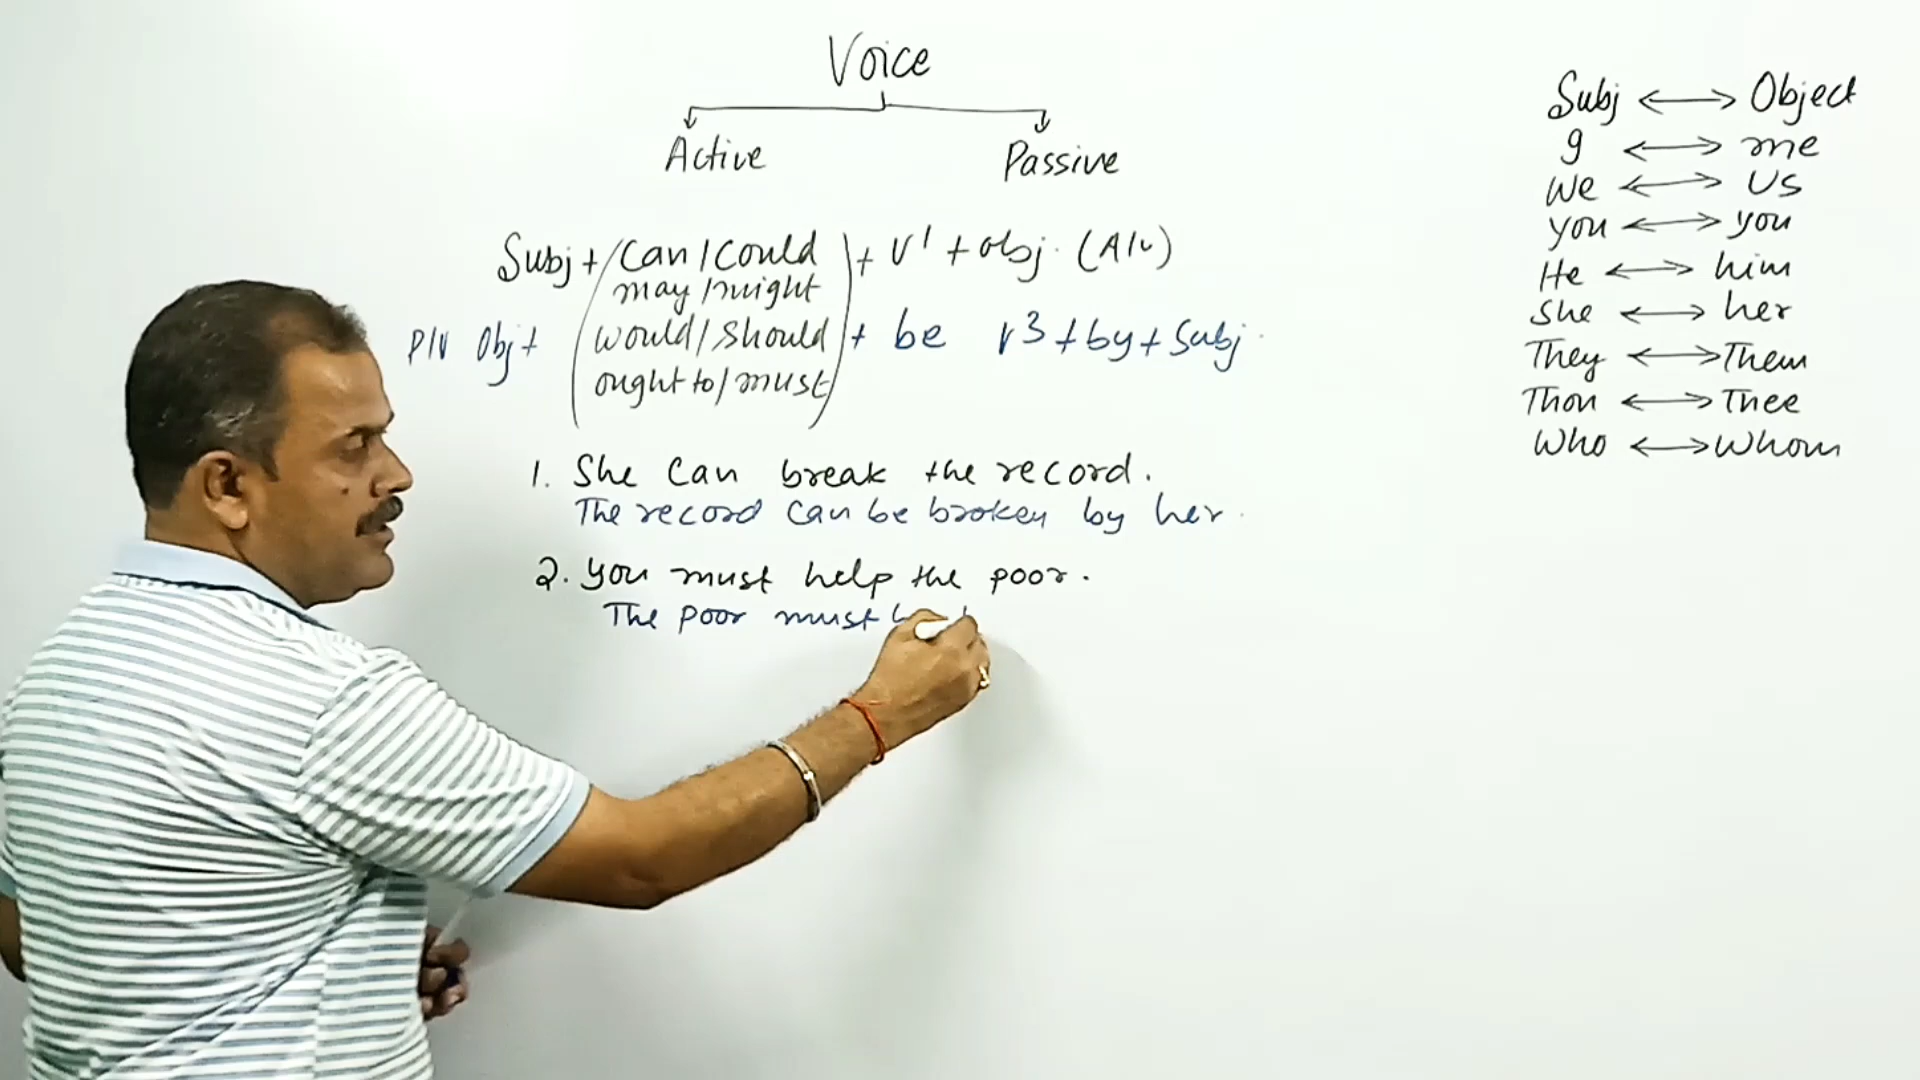 Voice
Active Passive
Subj + Can / Could + V1 + obj. (A/V)
may / might
P/V Obj + would / should + be V3 + by + Subj.
ought to / must
1. She Can break the record.
The record can be broken by her.
2. you must help the poor.
The poor must
Subj ↔ Object
I ↔ me
We ↔ Us
you ↔ you
He ↔ him
She ↔ her
They ↔ Them
Thou ↔ Thee
Who ↔ Whom